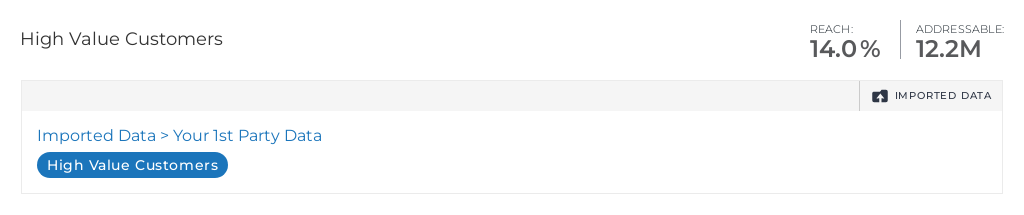 High Value Customers
REACH:
14.0%
ADDRESSABLE:
12.2M
IMPORTED DATA
Imported Data > Your 1st Party Data
High Value Customers